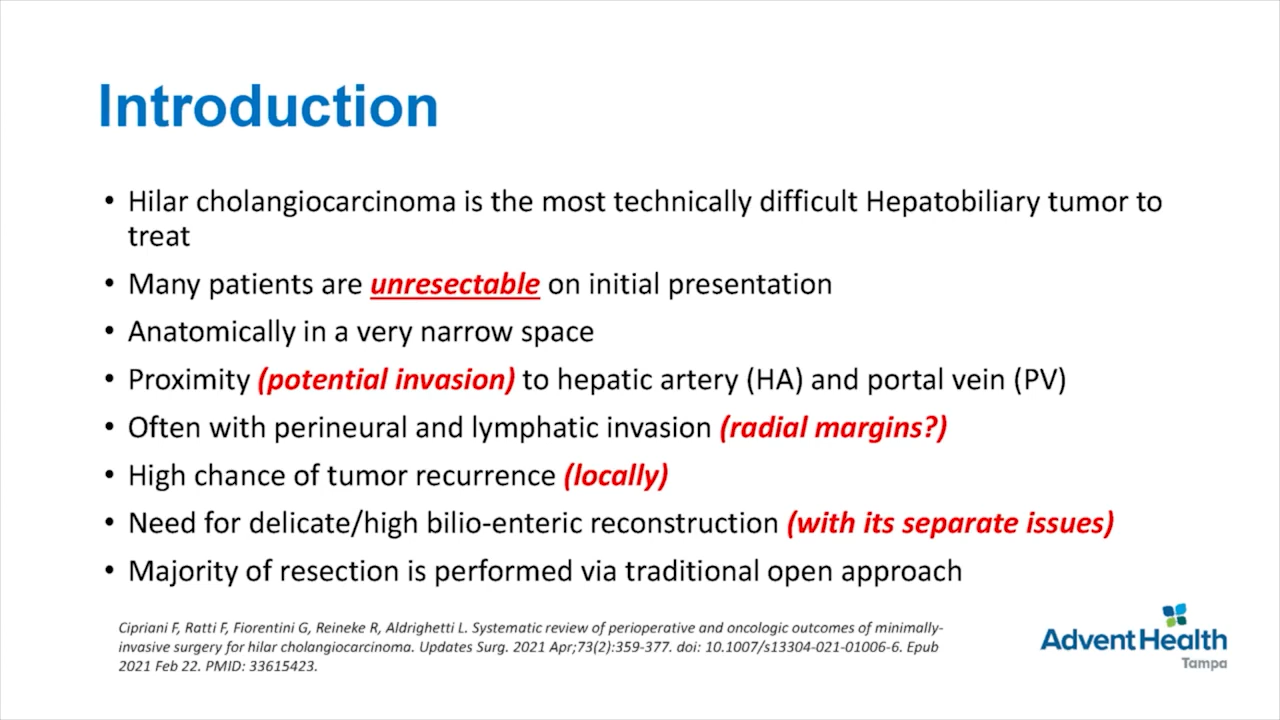 Introduction
• Hilar cholangiocarcinoma is the most technically difficult Hepatobiliary tumor to
treat
• Many patients are unresectable on initial presentation
• Anatomically in a very narrow space
• Proximity (potential invasion) to hepatic artery (HA) and portal vein (PV)
• Often with perineural and lymphatic invasion (radial margins?)
• High chance of tumor recurrence (locally)
• Need for delicate/high bilio-enteric reconstruction (with its separate issues)
• Majority of resection is performed via traditional open approach
Cipriani F, Ratti F, Fiorentini G, Reineke R, Aldrighetti L. Systematic review of perioperative and oncologic outcomes of minimally-
invasive surgery for hilar cholangiocarcinoma. Updates Surg. 2021 Apr;73(2):359-377. doi: 10.1007/s13304-021-01006-6. Epub
2021 Feb 22. PMID: 33615423.
AdventHealth
Tampa